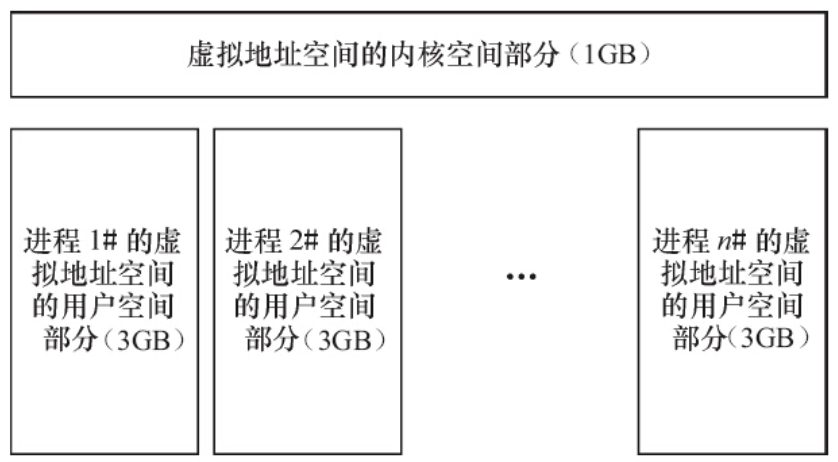 虚拟地址空间的内核空间部分（1GB）
进程 1# 的虚
拟地址空间
的用户空间
部分（3GB）
进程 2# 的虚
拟地址空间
的用户空间
部分（3GB）
...
进程 n# 的虚
拟地址空间
的用户空间
部分（3GB）